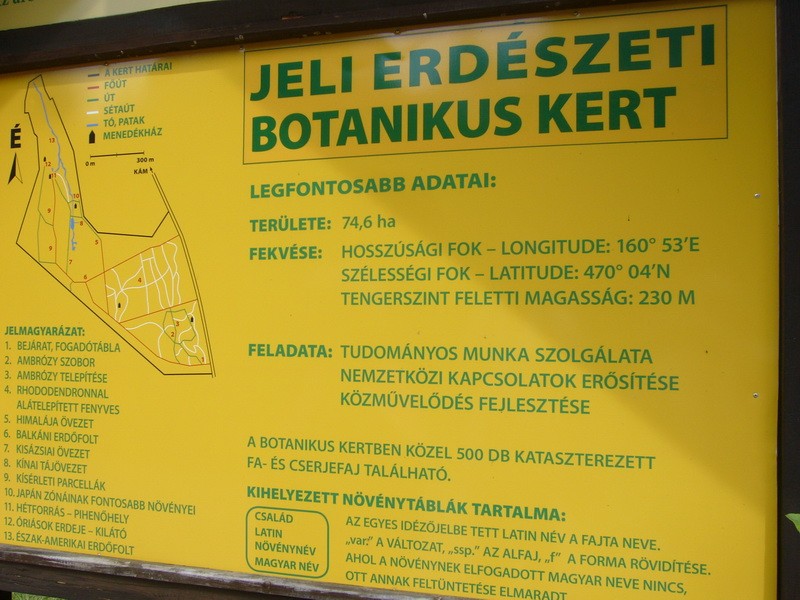 A KERT HATÁRAI
FŐÚT
ÚT
SÉTAÚT
TÓ, PATAK
MENEDÉKHÁZ
É
0 m 200 m
KÁM
JELI ERDÉSZETI
BOTANIKUS KERT
LEGFONTOSABB ADATAI:
TERÜLETE: 74,6 ha
FEKVÉSE: HOSSZÚSÁGI FOK – LONGITUDE: 160° 53'E
SZÉLESSÉGI FOK – LATITUDE: 470° 04'N
TENGERSZINT FELETTI MAGASSÁG: 230 M
FELADATA: TUDOMÁNYOS MUNKA SZOLGÁLATA
NEMZETKÖZI KAPCSOLATOK ERŐSÍTÉSE
KÖZMŰVELŐDÉS FEJLESZTÉSE
A BOTANIKUS KERTBEN KÖZEL 500 DB KATASZTEREZETT
FA- ÉS CSERJEFAJ TALÁLHATÓ.
KIHELYEZETT NÖVÉNYTÁBLÁK TARTALMA:
CSALÁD
LATIN
NÖVÉNYNÉV
MAGYAR NÉV
AZ EGYES IDÉZŐJELBE TETT LATIN NÉV A FAJTA NEVE.
„var." A VÁLTOZAT, „ssp." AZ ALFAJ, „f" A FORMA RÖVIDÍTÉSE.
AHOL A NÖVÉNYNEK ELFOGADOTT MAGYAR NEVE NINCS,
OTT ANNAK FELTÜNTETÉSE ELMARADT.
JELMAGYARÁZAT:
1. BEJÁRAT, FOGADÓTÁBLA
2. AMBRÓZY SZOBOR
3. AMBRÓZY TELEPÍTÉSE
4. RHODODENDRONNAL
ALÁTELEPÍTETT FENYVES
5. HIMALÁJA ÖVEZET
6. BALKÁNI ERDŐFOLT
7. KISÁZSIAI ÖVEZET
8. KÍNAI TÁJÖVEZET
9. KÍSÉRLETI PARCELLÁK
10. JAPÁN ZÓNÁINAK FONTOSABB NÖVÉNYEI
11. HÉTFORRÁS – PIHENŐHELY
12. ÓRIÁSOK ERDEJE – KILÁTÓ
13. ÉSZAK-AMERIKAI ERDŐFOLT